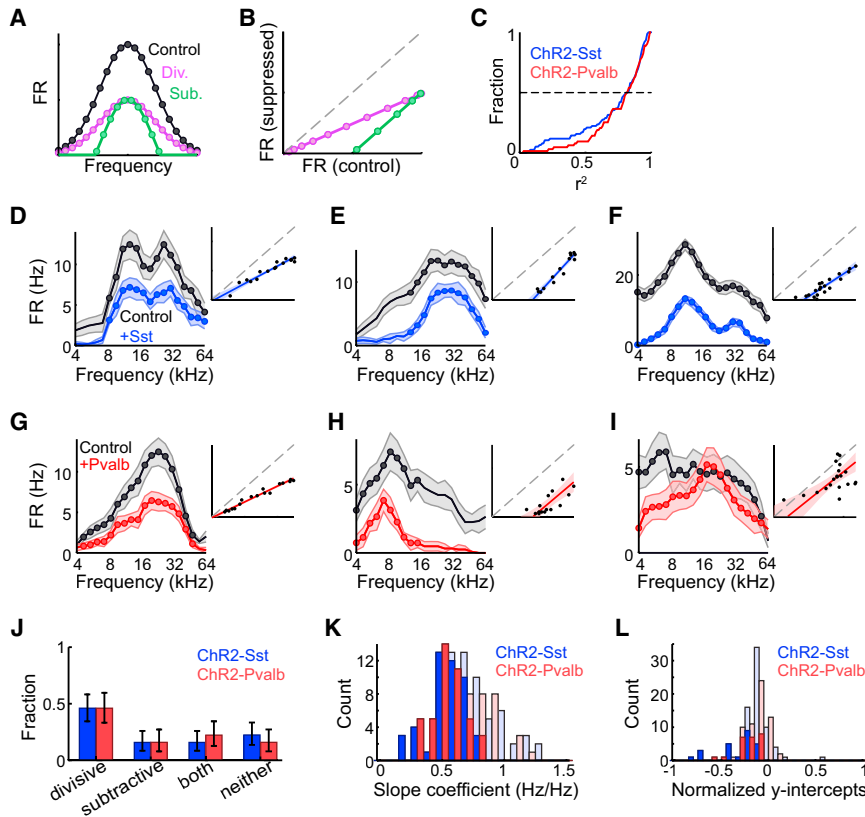 A
Control
Div.
Sub.
FR
Frequency
B
FR (suppressed)
FR (control)
C
ChR2-Sst
ChR2-Pvalb
Fraction
1
0
0 0.5 1
r2
D
FR (Hz)
10
5
0
Control
+Sst
4 8 16 32 64
Frequency (kHz)
E
10
0
4 8 16 32 64
Frequency (kHz)
F
20
0
4 8 16 32 64
Frequency (kHz)
G
Control
+Pvalb
FR (Hz)
10
5
0
4 8 16 32 64
Frequency (kHz)
H
5
0
4 8 16 32 64
Frequency (kHz)
I
5
0
4 8 16 32 64
Frequency (kHz)
J
ChR2-Sst
ChR2-Pvalb
Fraction
1
0.5
0
divisive subtractive both neither
K
ChR2-Sst
ChR2-Pvalb
Count
12
8
4
0
0 0.5 1 1.5
Slope coefficient (Hz/Hz)
L
ChR2-Sst
ChR2-Pvalb
Count
30
20
10
0
-1 -0.5 0 0.5 1
Normalized y-intercepts